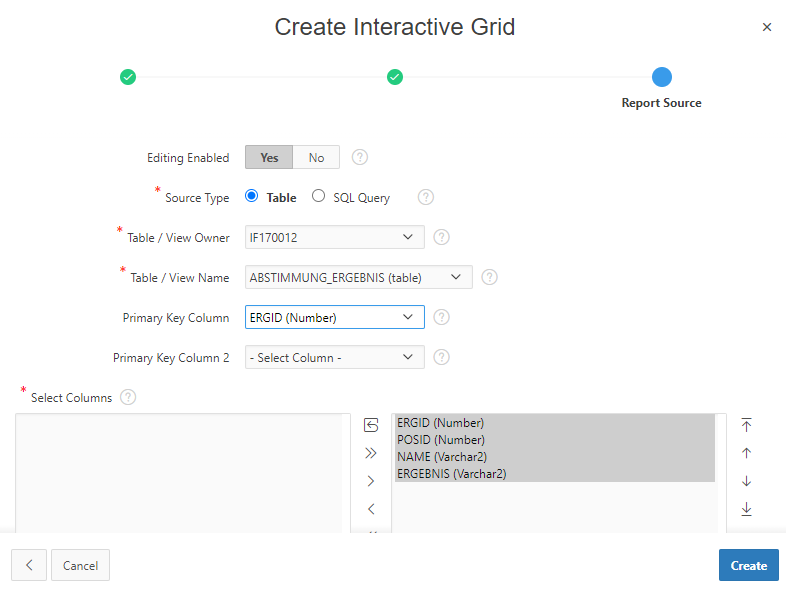 Create Interactive Grid
Report Source
Editing Enabled Yes No ?
* Source Type Table SQL Query ?
* Table / View Owner IF170012 ?
* Table / View Name ABSTIMMUNG_ERGEBNIS (table) ?
Primary Key Column ERGID (Number) ?
Primary Key Column 2 - Select Column - ?
* Select Columns ?
ERGID (Number)
POSID (Number)
NAME (Varchar2)
ERGEBNIS (Varchar2)
Cancel Create